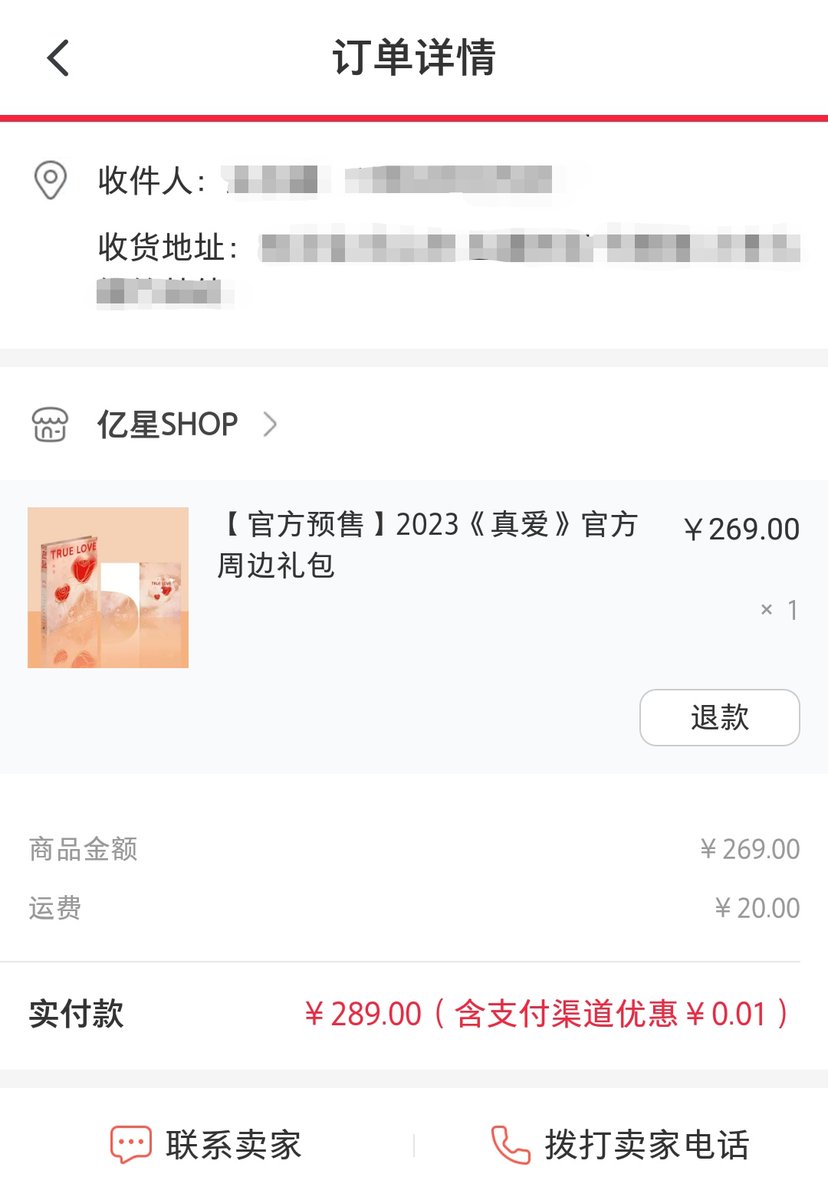 订单详情
收件人：
收货地址：
亿星SHOP
【官方预售】2023《真爱》官方
周边礼包
￥269.00
× 1
TRUE LOVE
TRUE LOVE
退款
商品金额 ￥269.00
运费 ￥20.00
实付款 ￥289.00（含支付渠道优惠￥0.01）
联系卖家 拨打卖家电话